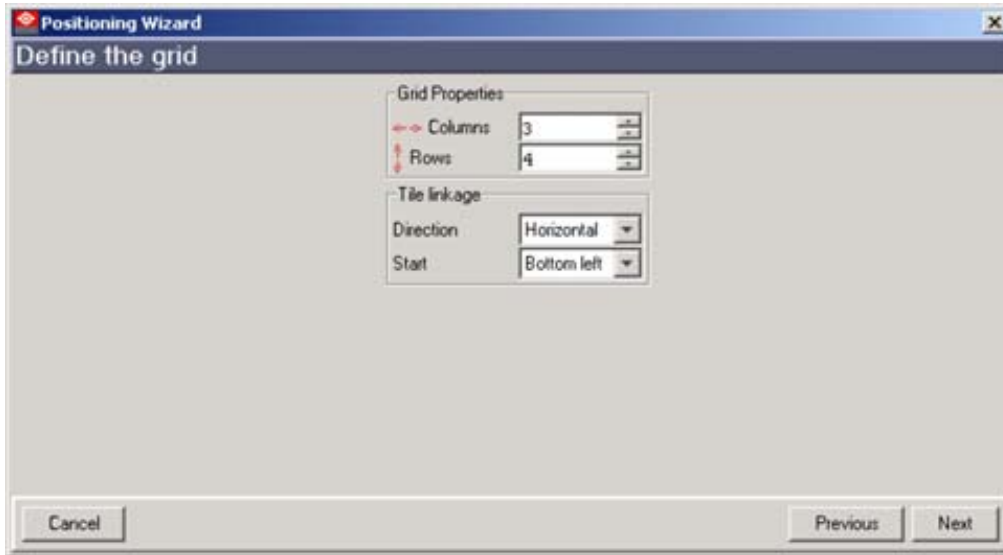 Positioning Wizard
Define the grid
Grid Properties
Columns 3
Rows 4
Tile linkage
Direction Horizontal
Start Bottom left
Cancel Previous Next